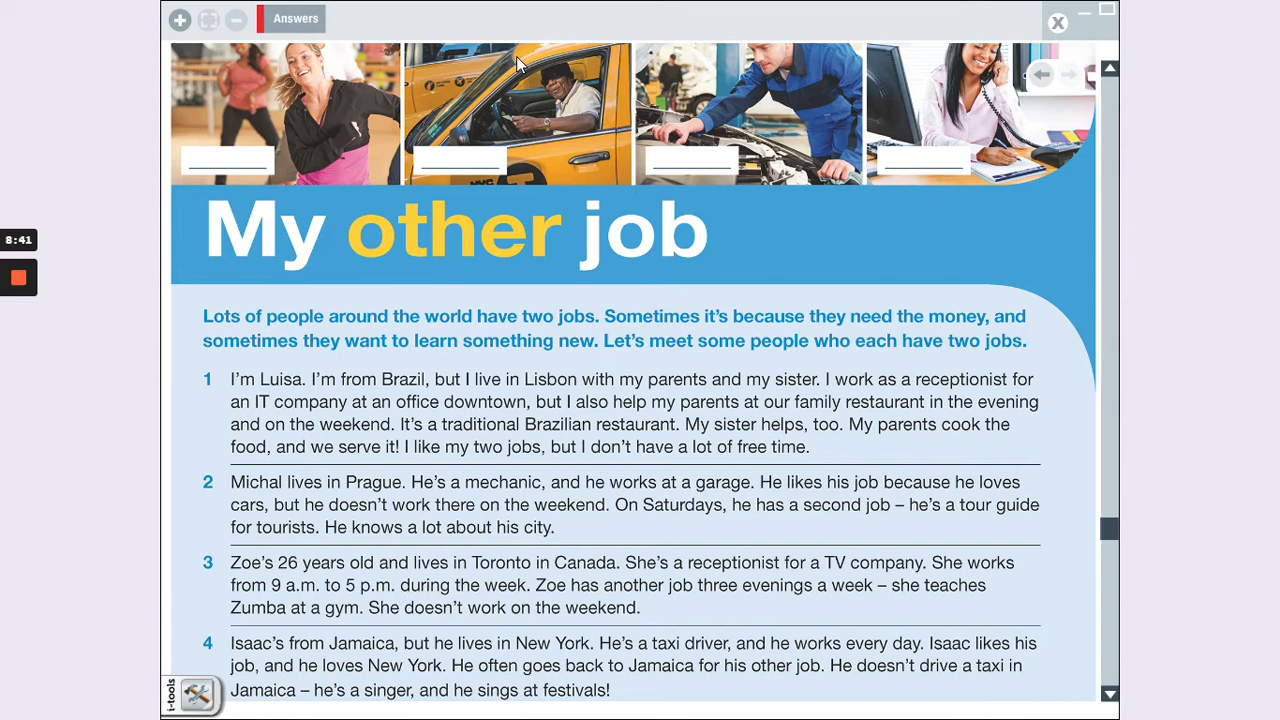 Answers
X
NYC
My other job
8:41
Lots of people around the world have two jobs. Sometimes it's because they need the money, and
sometimes they want to learn something new. Let's meet some people who each have two jobs.
1 I'm Luisa. I'm from Brazil, but I live in Lisbon with my parents and my sister. I work as a receptionist for
an IT company at an office downtown, but I also help my parents at our family restaurant in the evening
and on the weekend. It's a traditional Brazilian restaurant. My sister helps, too. My parents cook the
food, and we serve it! I like my two jobs, but I don't have a lot of free time.
2 Michal lives in Prague. He's a mechanic, and he works at a garage. He likes his job because he loves
cars, but he doesn't work there on the weekend. On Saturdays, he has a second job – he's a tour guide
for tourists. He knows a lot about his city.
3 Zoe's 26 years old and lives in Toronto in Canada. She's a receptionist for a TV company. She works
from 9 a.m. to 5 p.m. during the week. Zoe has another job three evenings a week – she teaches
Zumba at a gym. She doesn't work on the weekend.
4 Isaac's from Jamaica, but he lives in New York. He's a taxi driver, and he works every day. Isaac likes his
job, and he loves New York. He often goes back to Jamaica for his other job. He doesn't drive a taxi in
Jamaica – he's a singer, and he sings at festivals!
i-tools